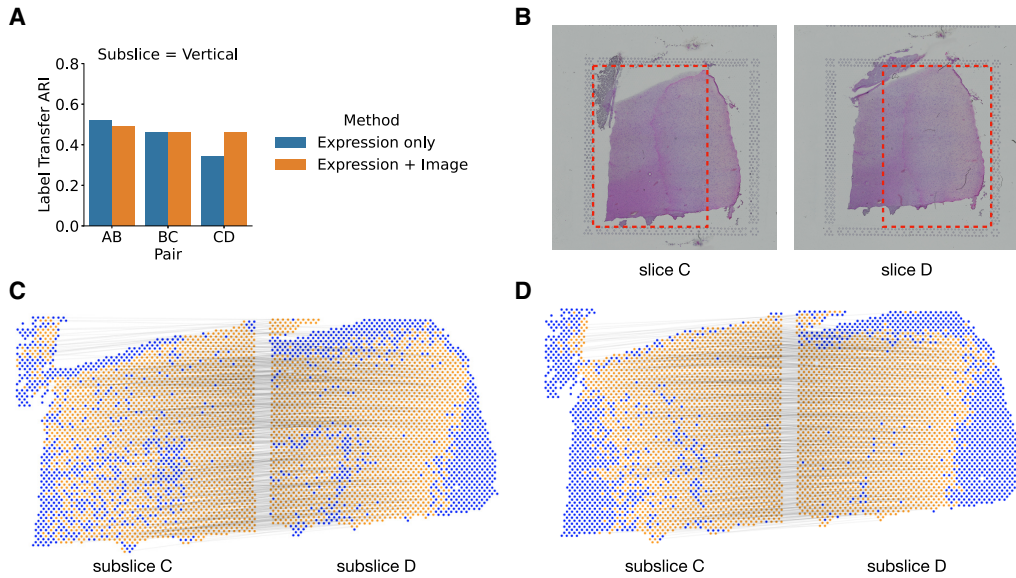 A
Subslice = Vertical
0.8
0.6
0.4
0.2
0.0
Label Transfer ARI
AB
BC
CD
Pair
Method
Expression only
Expression + Image
B
slice C
slice D
C
subslice C
subslice D
D
subslice C
subslice D